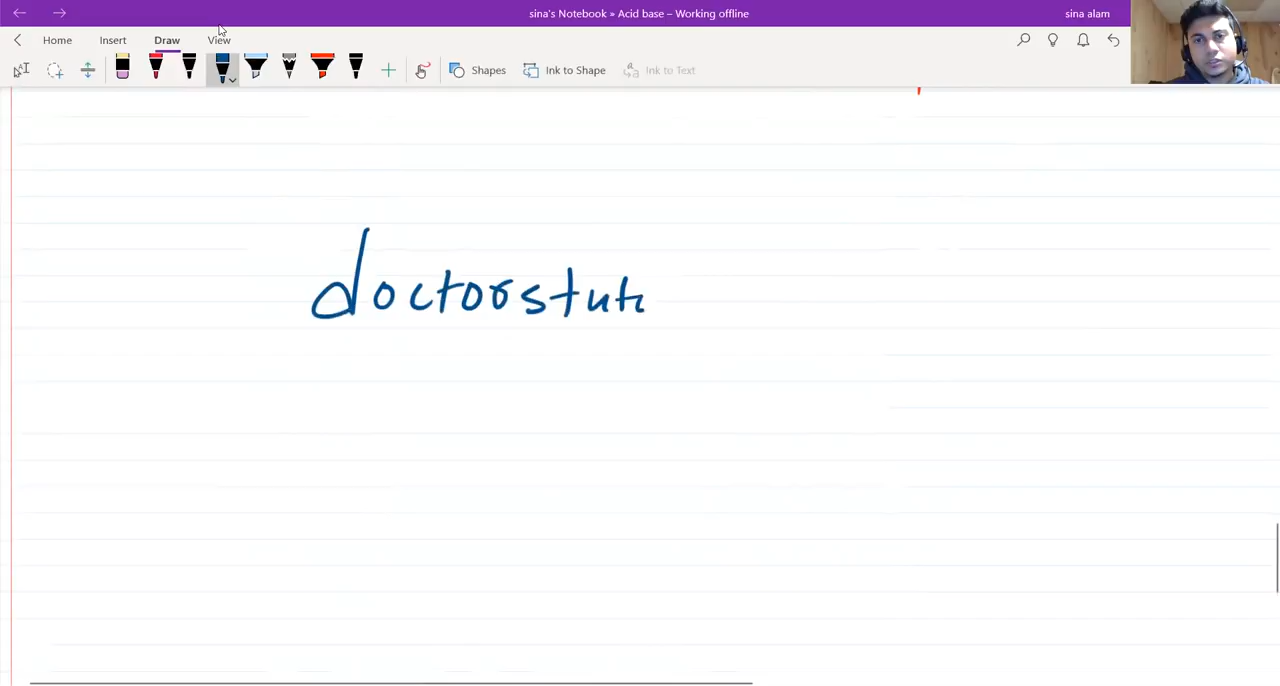 sina's Notebook » Acid base – Working offline
sina alam
Home Insert Draw View
Shapes Ink to Shape Ink to Text
doctorstut